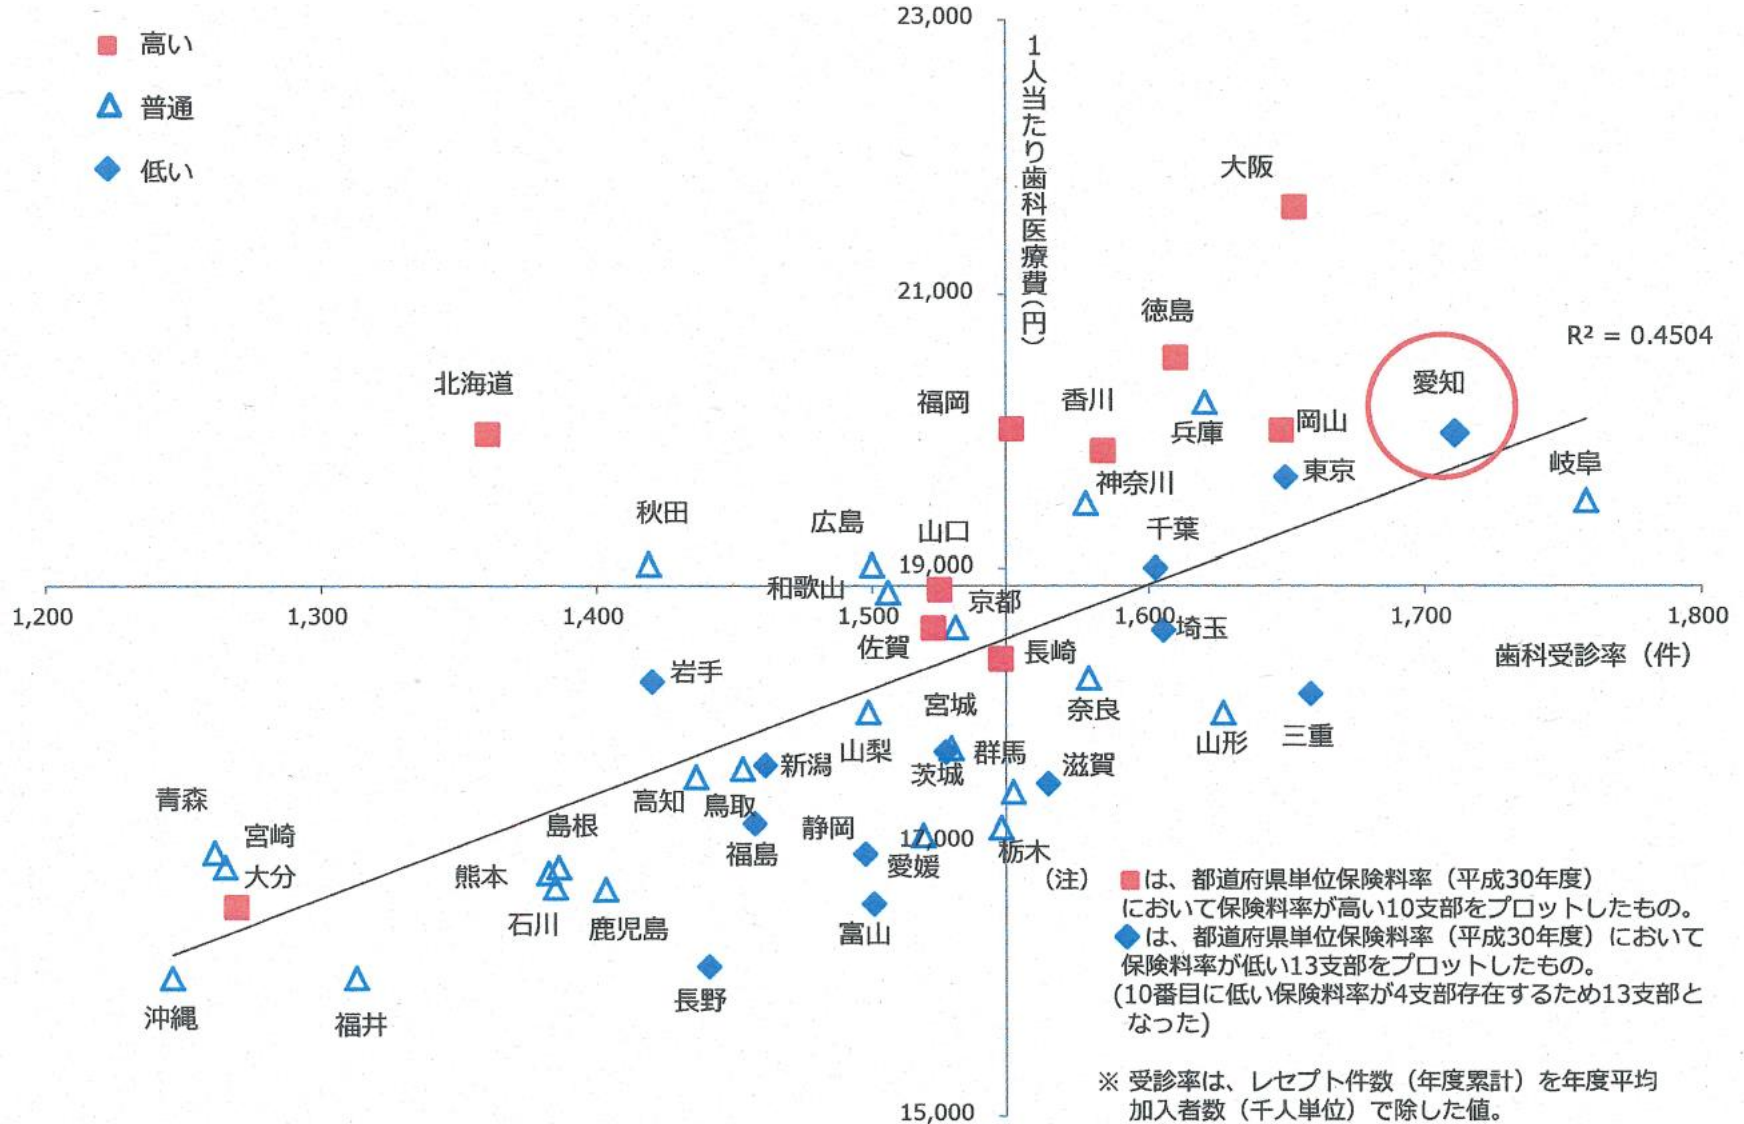 高い
普通
低い
23,000
1人当たり歯科医療費(円)
大阪
21,000
徳島
R² = 0.4504
北海道
福岡
香川
愛知
兵庫
岡山
岐阜
東京
神奈川
秋田
広島
山口
千葉
19,000
和歌山
京都
1,200
1,300
1,400
1,500
1,600
1,700
1,800
佐賀
埼玉
長崎
歯科受診率（件）
岩手
宮城
奈良
山梨
群馬
山形
三重
新潟
茨城
滋賀
青森
高知
鳥取
島根
静岡
17,000
宮崎
福島
愛媛
栃木
大分
熊本
石川
鹿児島
富山
長野
沖縄
福井
（注） ■は、都道府県単位保険料率（平成30年度）
において保険料率が高い10支部をプロットしたもの。
◆は、都道府県単位保険料率（平成30年度）において
保険料率が低い13支部をプロットしたもの。
(10番目に低い保険料率が4支部存在するため13支部と
なった)
※ 受診率は、レセプト件数（年度累計）を年度平均
加入者数（千人単位）で除した値。
15,000